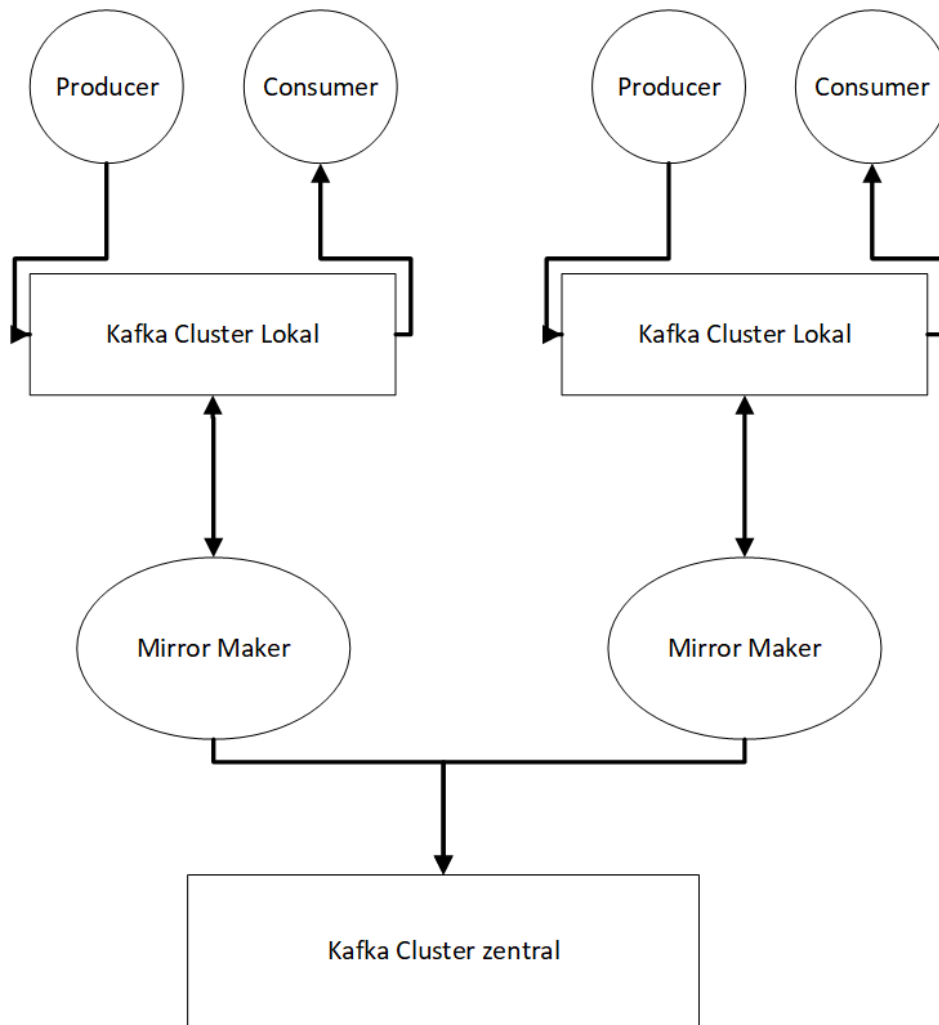 Producer
Consumer
Producer
Consumer
Kafka Cluster Lokal
Kafka Cluster Lokal
Mirror Maker
Mirror Maker
Kafka Cluster zentral